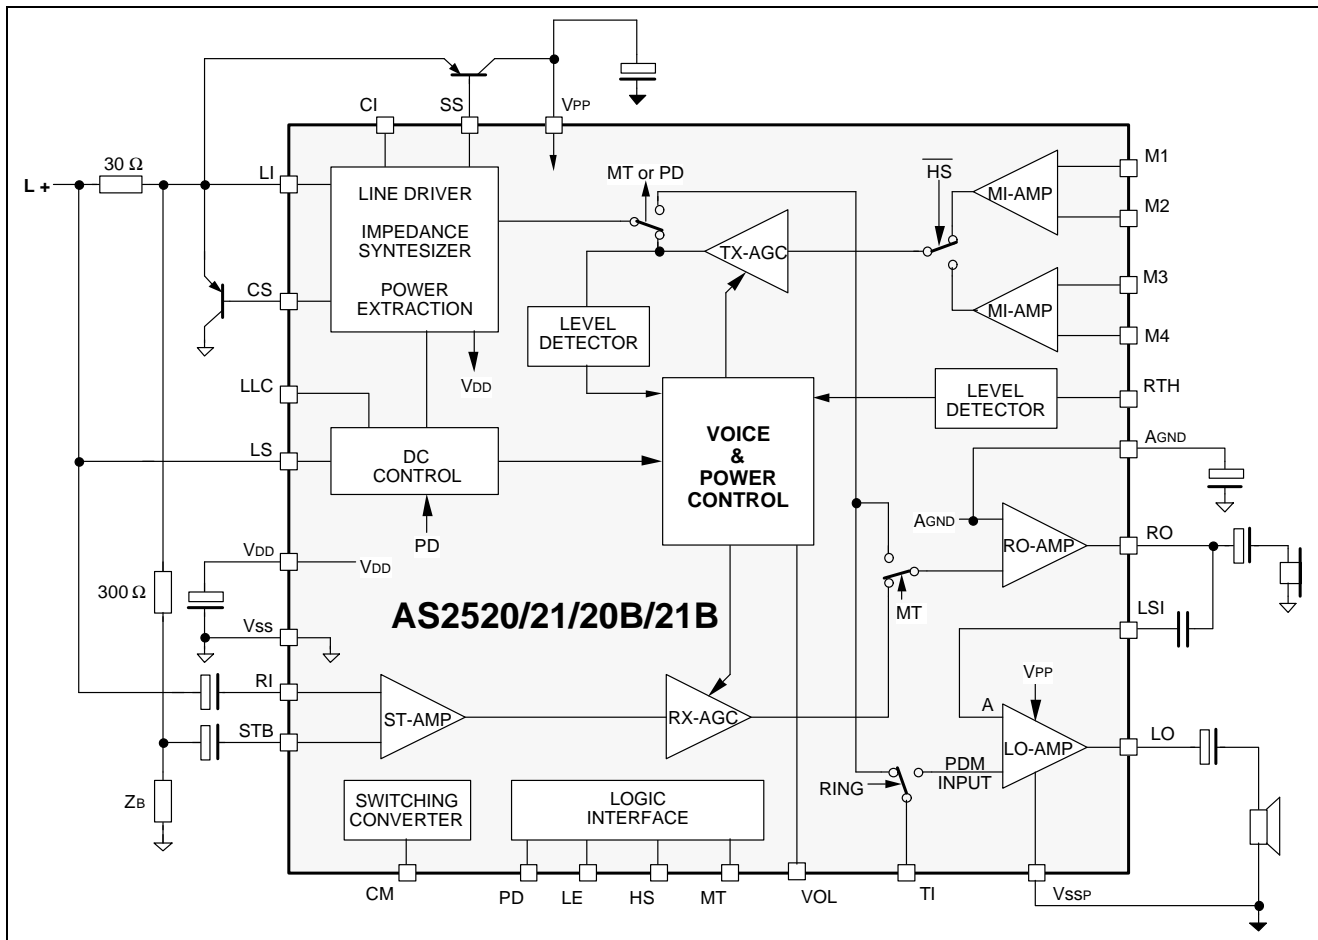 CI
SS
VPP
30 Ω
L +
LI
LINE DRIVER
IMPEDANCE
SYNTESIZER
POWER
EXTRACTION
MT or PD
HS
MI-AMP
M1
M2
TX-AGC
M3
MI-AMP
M4
CS
LEVEL
DETECTOR
VDD
LLC
LEVEL
DETECTOR
RTH
VOICE
&
POWER
CONTROL
LS
DC
CONTROL
AGND
AGND
PD
RO-AMP
RO
VDD
VDD
300 Ω
MT
LSI
AS2520/21/20B/21B
VSS
RI
VPP
A
ST-AMP
RX-AGC
STB
LO-AMP
LO
PDM
INPUT
RING
ZB
SWITCHING
CONVERTER
LOGIC
INTERFACE
CM
PD
LE
HS
MT
VOL
TI
VSSP